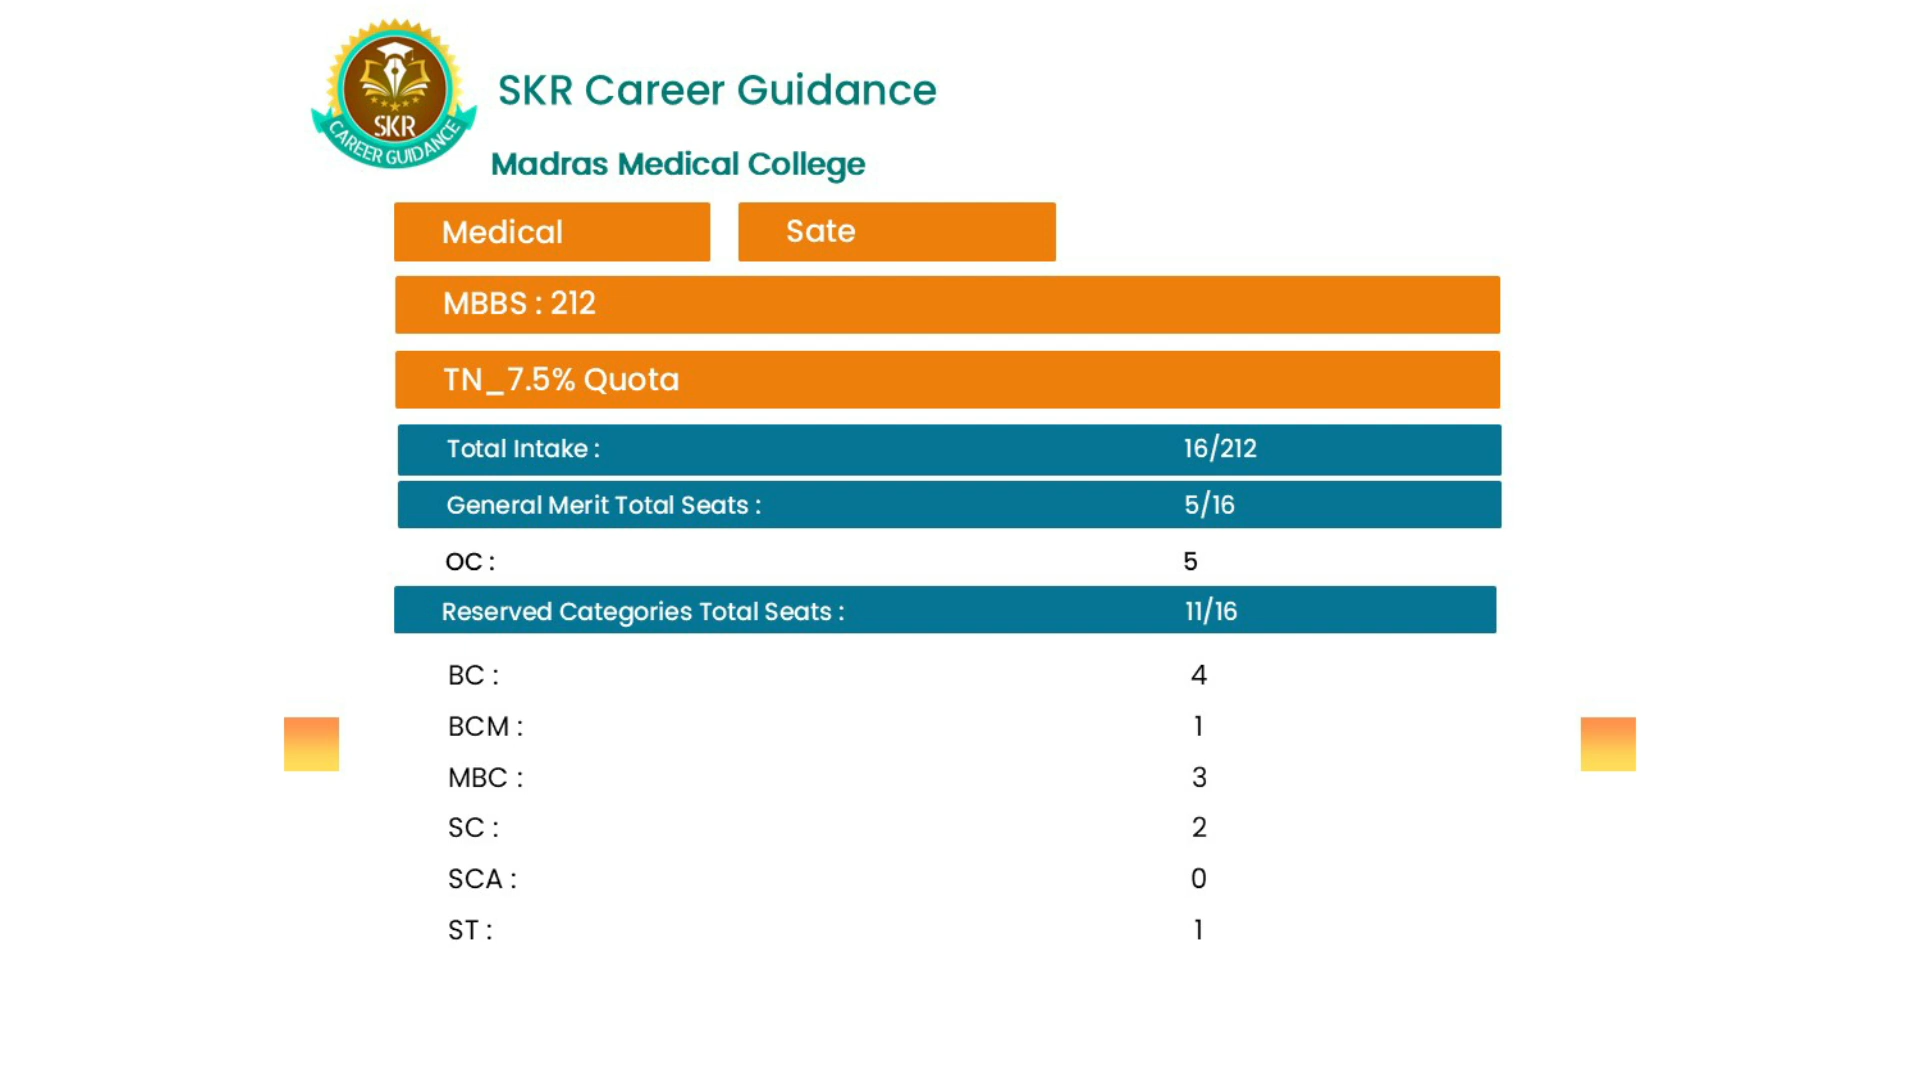 SKR
CAREER GUIDANCE
SKR Career Guidance
Madras Medical College
Medical Sate
MBBS : 212
TN_7.5% Quota
Total Intake : 16/212
General Merit Total Seats : 5/16
OC : 5
Reserved Categories Total Seats : 11/16
BC : 4
BCM : 1
MBC : 3
SC : 2
SCA : 0
ST : 1